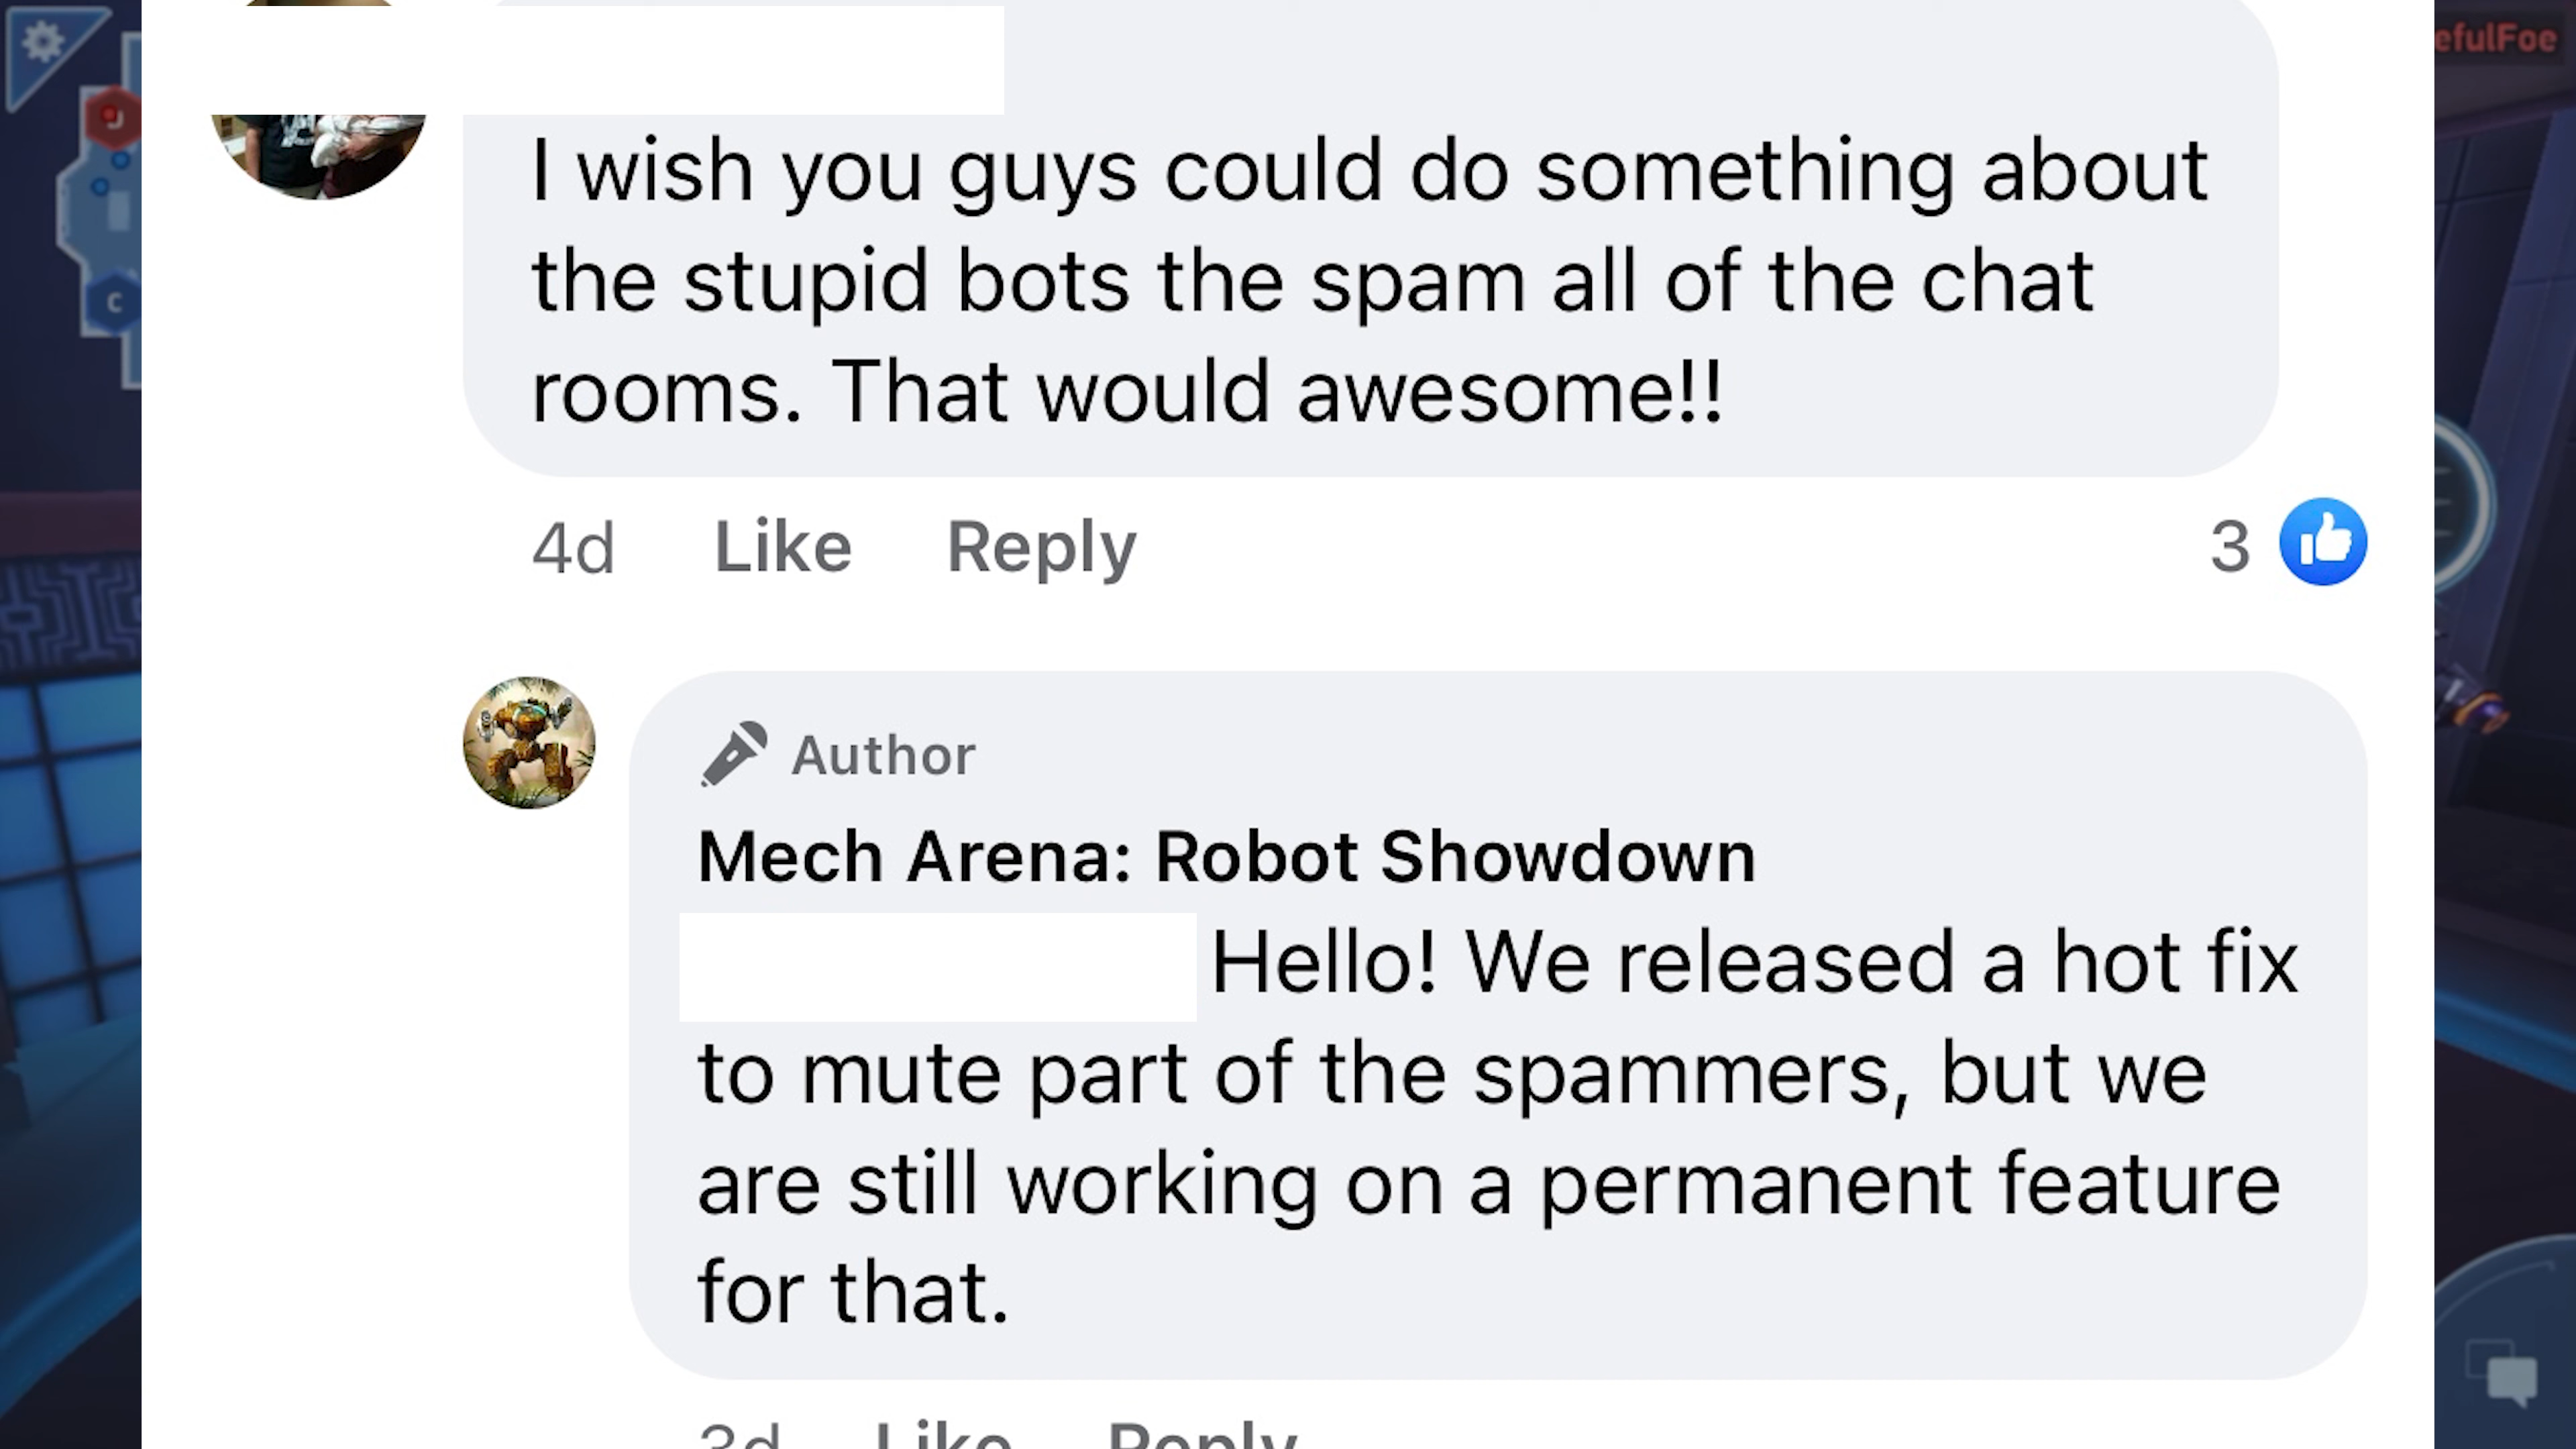 efulFoe
I wish you guys could do something about
the stupid bots the spam all of the chat
rooms. That would awesome!!
4d Like Reply 3
C
Author
Mech Arena: Robot Showdown
Hello! We released a hot fix
to mute part of the spammers, but we
are still working on a permanent feature
for that.
3d Like Reply